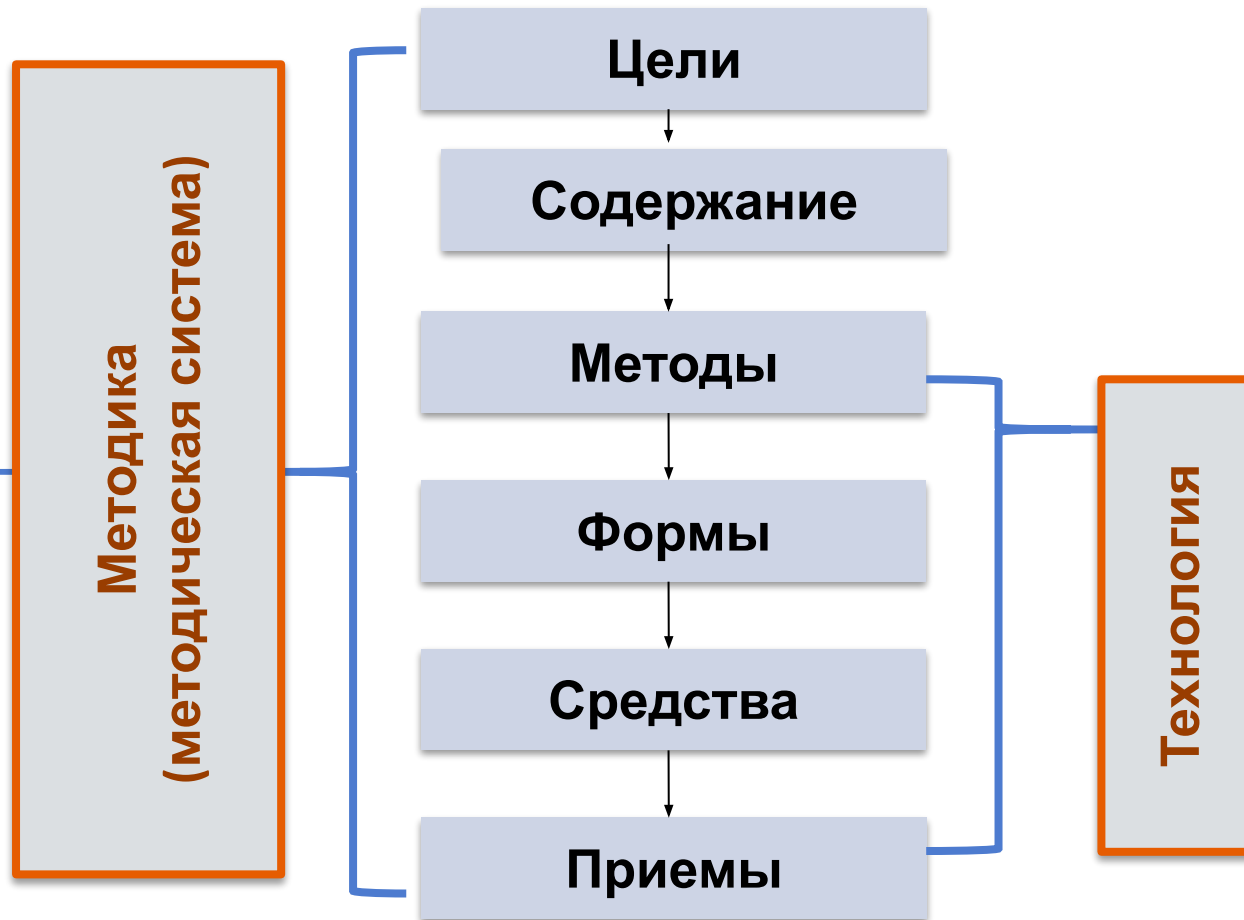 Методика
(методическая система)
Цели
Содержание
Методы
Формы
Средства
Приемы
Технология